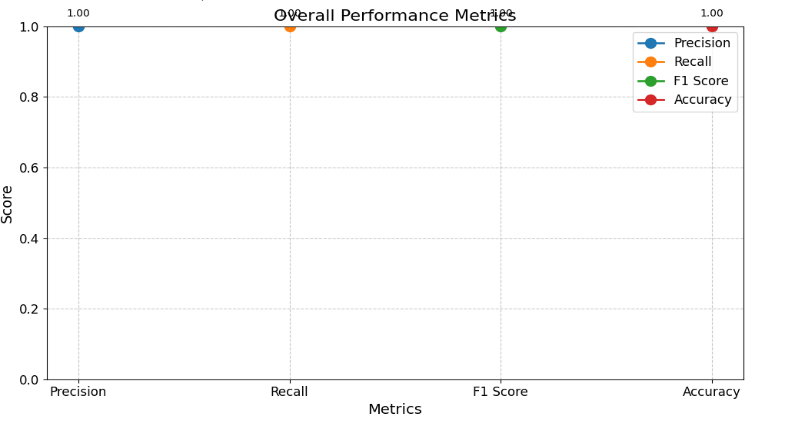 Overall Performance Metrics
1.00
1.00
1.00
1.00
1.0
0.8
0.6
0.4
0.2
0.0
Score
Precision
Recall
F1 Score
Accuracy
Precision
Recall
F1 Score
Accuracy
Metrics